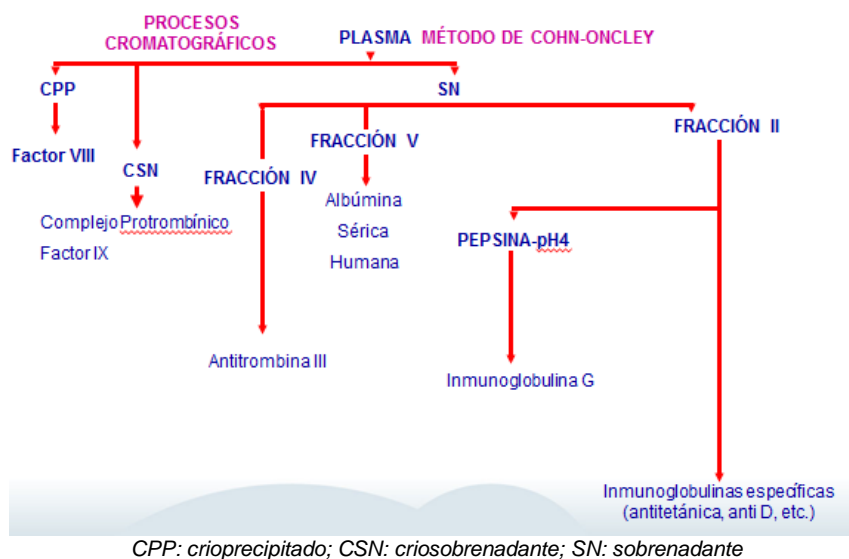 PROCESOS
CROMATOGRÁFICOS
PLASMA MÉTODO DE COHN-ONCLEY
CPP
SN
Factor VIII
CSN
FRACCIÓN IV
FRACCIÓN V
FRACCIÓN II
Complejo Protrombínico
Factor IX
Albúmina
Sérica
Humana
PEPSINA-pH4
Antitrombina III
Inmunoglobulina G
Inmunoglobulinas específicas
(antitetánica, anti D, etc.)
CPP: crioprecipitado; CSN: criosobrenadante; SN: sobrenadante